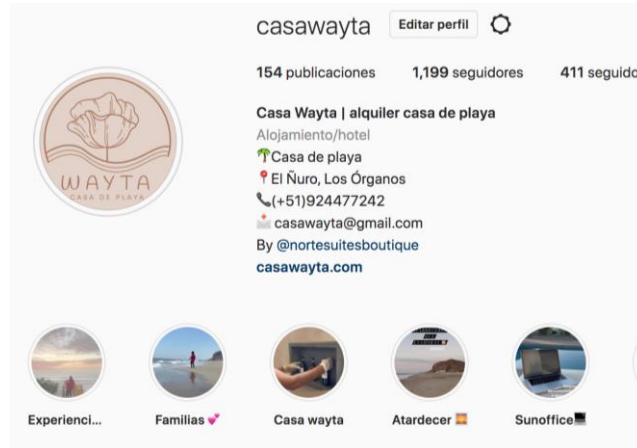 casawayta Editar perfil
154 publicaciones 1,199 seguidores 411 seguido
Casa Wayta | alquiler casa de playa
Alojamiento/hotel
🌴Casa de playa
📍El Ñuro, Los Órganos
📞(+51)924477242
📩 casawayta@gmail.com
By @nortesuitesboutique
casawayta.com
WAYTA
CASA DE PLAYA
Experienci... Familias 💕 Casa wayta Atardecer 🌅 Sunoffice💻